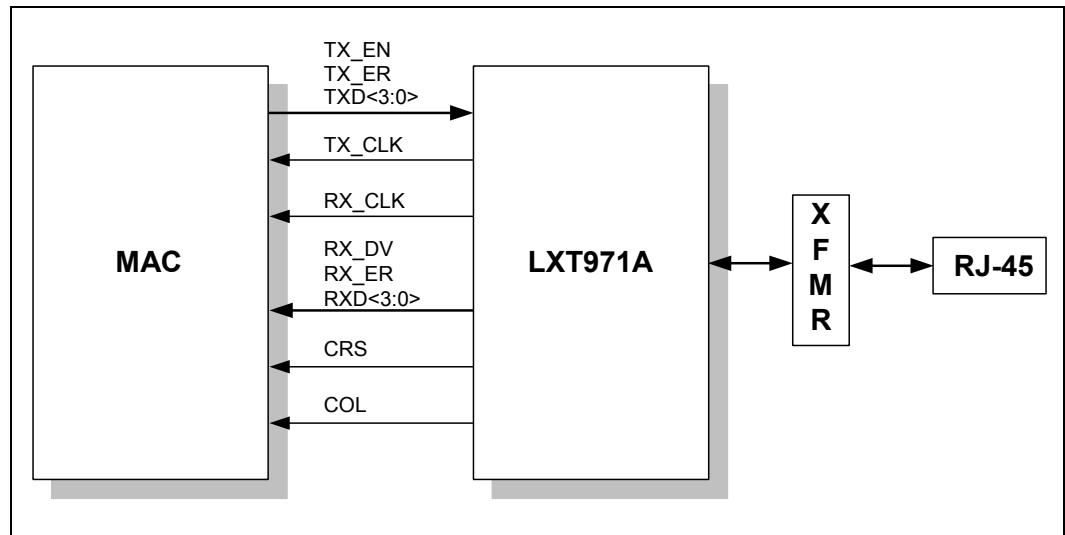 MAC
TX_EN
TX_ER
TXD<3:0>
TX_CLK
RX_CLK
RX_DV
RX_ER
RXD<3:0>
CRS
COL
LXT971A
X
F
M
R
RJ-45